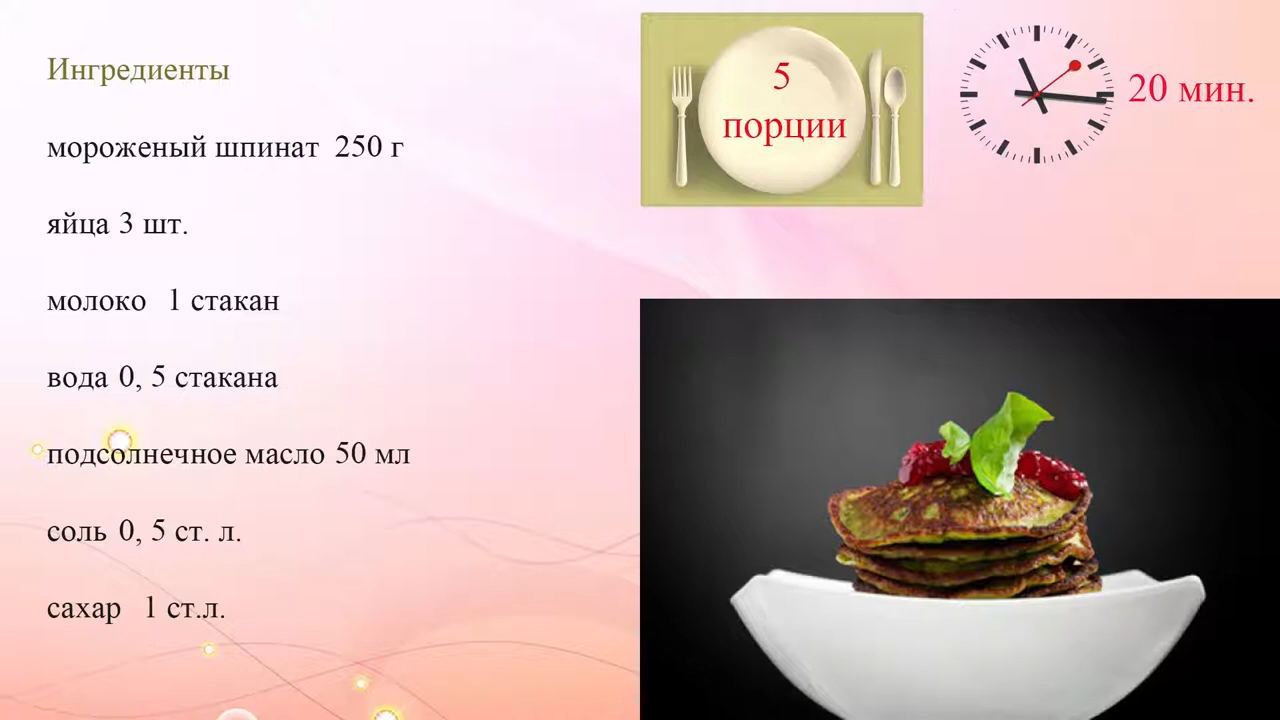 Ингредиенты
мороженый шпинат 250 г
яйца 3 шт.
молоко 1 стакан
вода 0, 5 стакана
подсолнечное масло 50 мл
соль 0, 5 ст. л.
сахар 1 ст.л.
5
порции
20 мин.